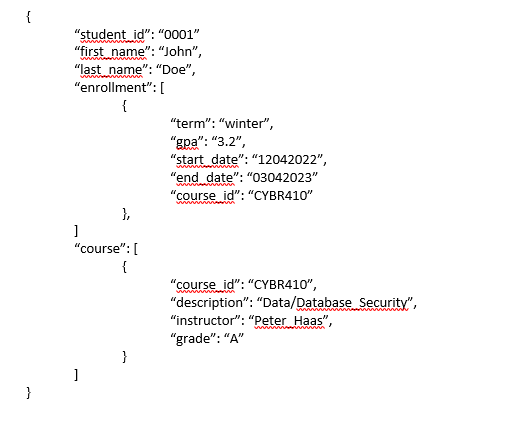 {
“student_id”: “0001”
“first_name”: “John”,
“last_name”: “Doe”,
“enrollment”: [
{
“term”: “winter”,
“gpa”: “3.2”,
“start_date”: “12042022”,
“end_date”: “03042023”
“course_id”: “CYBR410”
},
]
“course”: [
{
“course_id”: “CYBR410”,
“description”: “Data/Database_Security”,
“instructor”: “Peter_Haas”,
“grade”: “A”
}
]
}